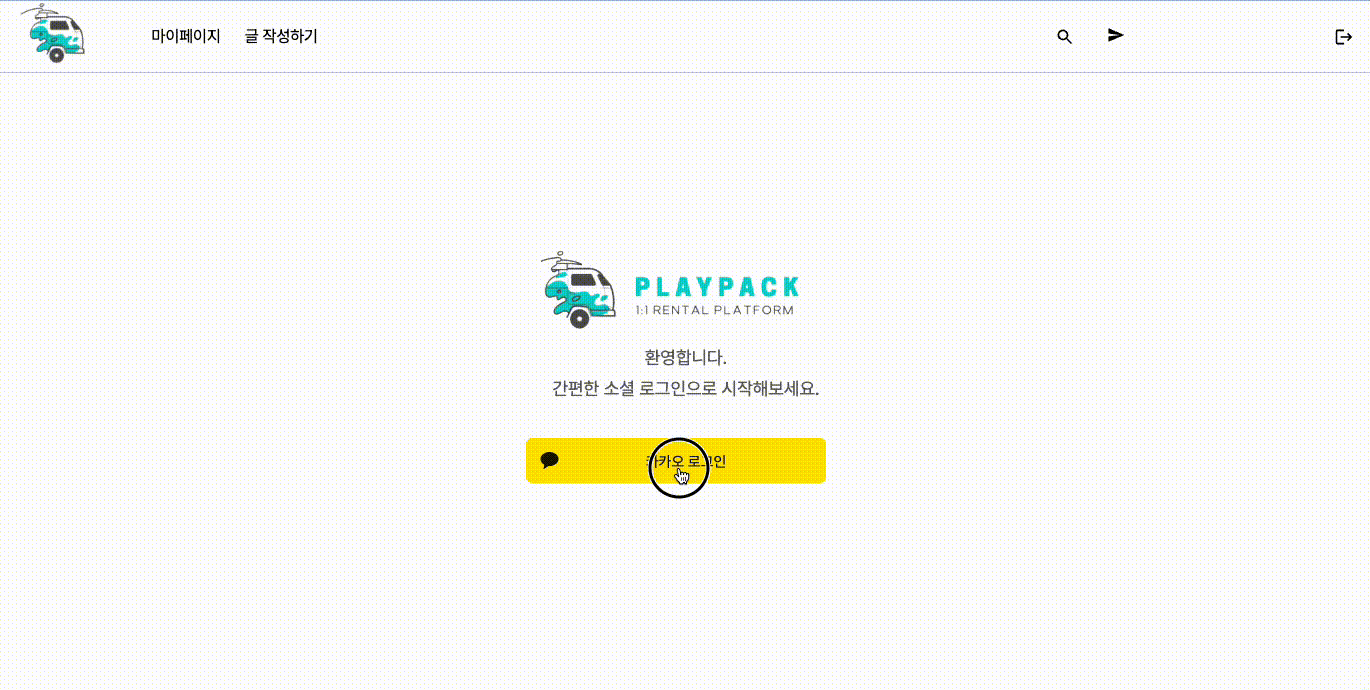 마이페이지 글 작성하기
PLAYPACK
1:1 RENTAL PLATFORM
환영합니다.
간편한 소셜 로그인으로 시작해보세요.
카카오 로그인